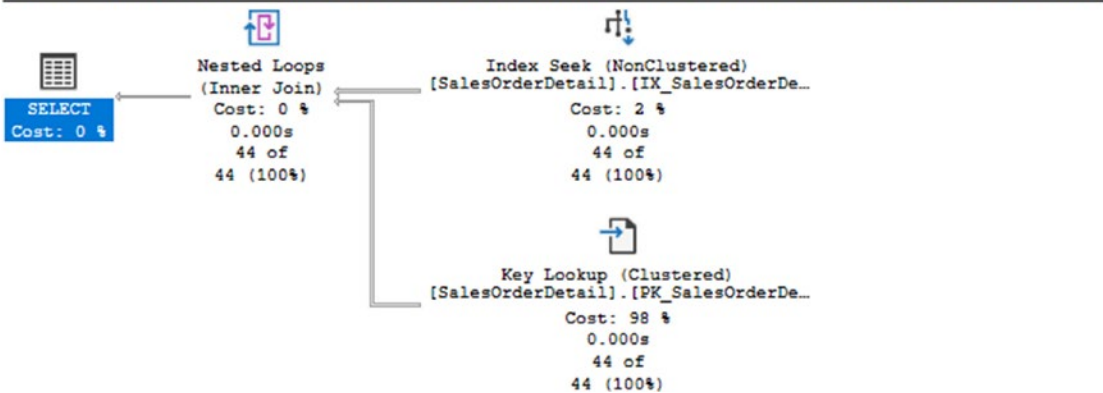 SELECT
Cost: 0 %
Nested Loops
(Inner Join)
Cost: 0 %
0.000s
44 of
44 (100%)
Index Seek (NonClustered)
[SalesOrderDetail].[IX_SalesOrderDe…
Cost: 2 %
0.000s
44 of
44 (100%)
Key Lookup (Clustered)
[SalesOrderDetail].[PK_SalesOrderDe…
Cost: 98 %
0.000s
44 of
44 (100%)